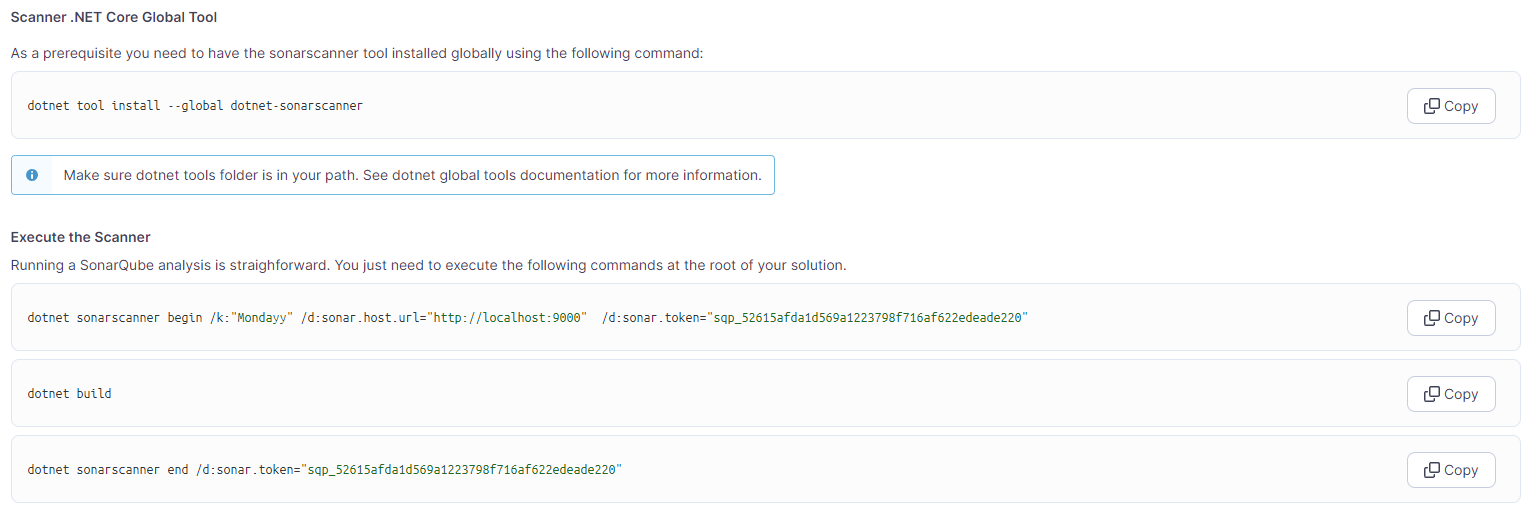 Scanner .NET Core Global Tool
As a prerequisite you need to have the sonarscanner tool installed globally using the following command:
dotnet tool install --global dotnet-sonarscanner
Copy
Make sure dotnet tools folder is in your path. See dotnet global tools documentation for more information.
Execute the Scanner
Running a SonarQube analysis is straighforward. You just need to execute the following commands at the root of your solution.
dotnet sonarscanner begin /k:"Mondayy" /d:sonar.host.url="http://localhost:9000"  /d:sonar.token="sqp_52615afda1d569a1223798f716af622edeade220"
Copy
dotnet build
Copy
dotnet sonarscanner end /d:sonar.token="sqp_52615afda1d569a1223798f716af622edeade220"
Copy